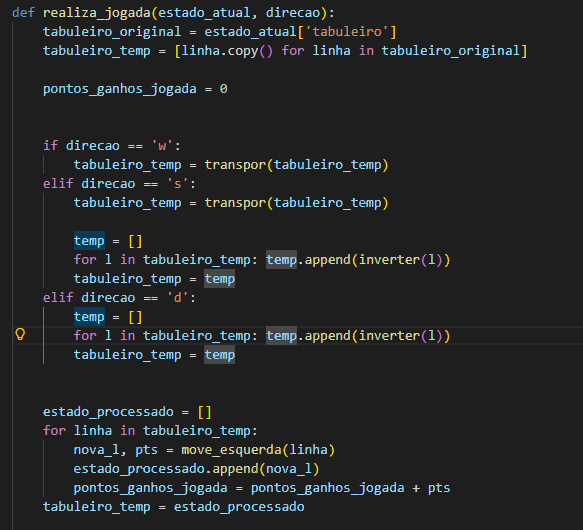 def realiza_jogada(estado_atual, direcao):
    tabuleiro_original = estado_atual['tabuleiro']
    tabuleiro_temp = [linha.copy() for linha in tabuleiro_original]
    pontos_ganhos_jogada = 0
    if direcao == 'w':
        tabuleiro_temp = transpor(tabuleiro_temp)
    elif direcao == 's':
        tabuleiro_temp = transpor(tabuleiro_temp)
        temp = []
        for l in tabuleiro_temp: temp.append(inverter(l))
        tabuleiro_temp = temp
    elif direcao == 'd':
        temp = []
        for l in tabuleiro_temp: temp.append(inverter(l))
        tabuleiro_temp = temp
    estado_processado = []
    for linha in tabuleiro_temp:
        nova_l, pts = move_esquerda(linha)
        estado_processado.append(nova_l)
        pontos_ganhos_jogada = pontos_ganhos_jogada + pts
    tabuleiro_temp = estado_processado